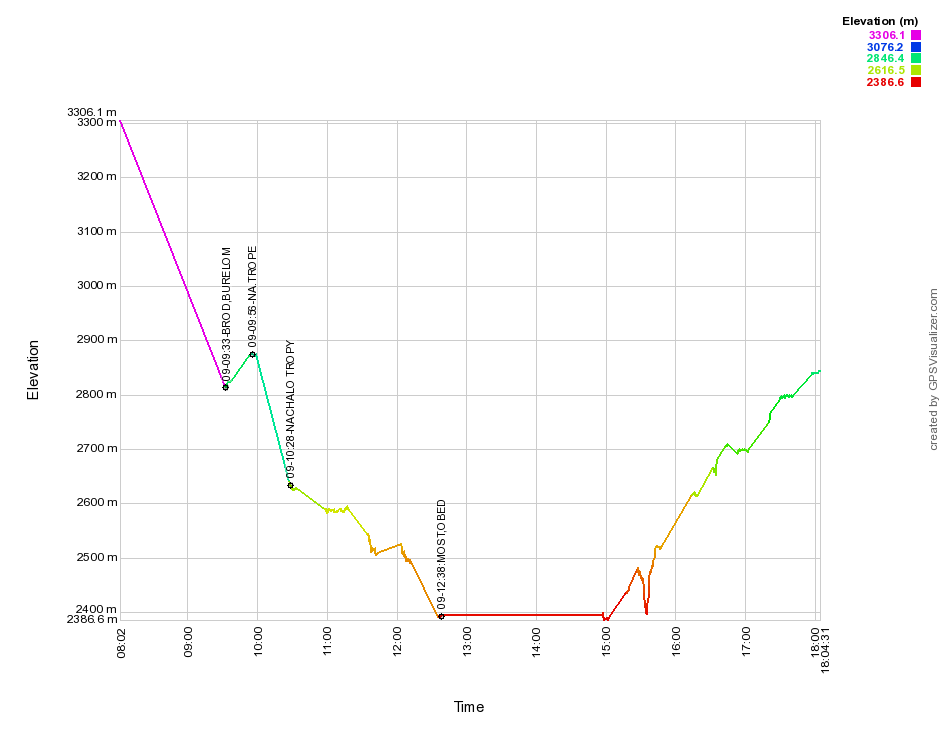 Elevation (m)
3306.1
3076.2
2846.4
2616.5
2386.6
3306.1 m
3300 m
3200 m
3100 m
3000 m
2900 m
2800 m
2700 m
2600 m
2500 m
2400 m
2386.6 m
Elevation
09-09:33-BROD,BURELOM
09-09:56-NA.TROPE
09-10:28-NACHALO TROPY
09-12:38:MOST,OBED
08:02
09:00
10:00
11:00
12:00
13:00
14:00
15:00
16:00
17:00
18:00
18:04:31
Time
created by GPSVisualizer.com